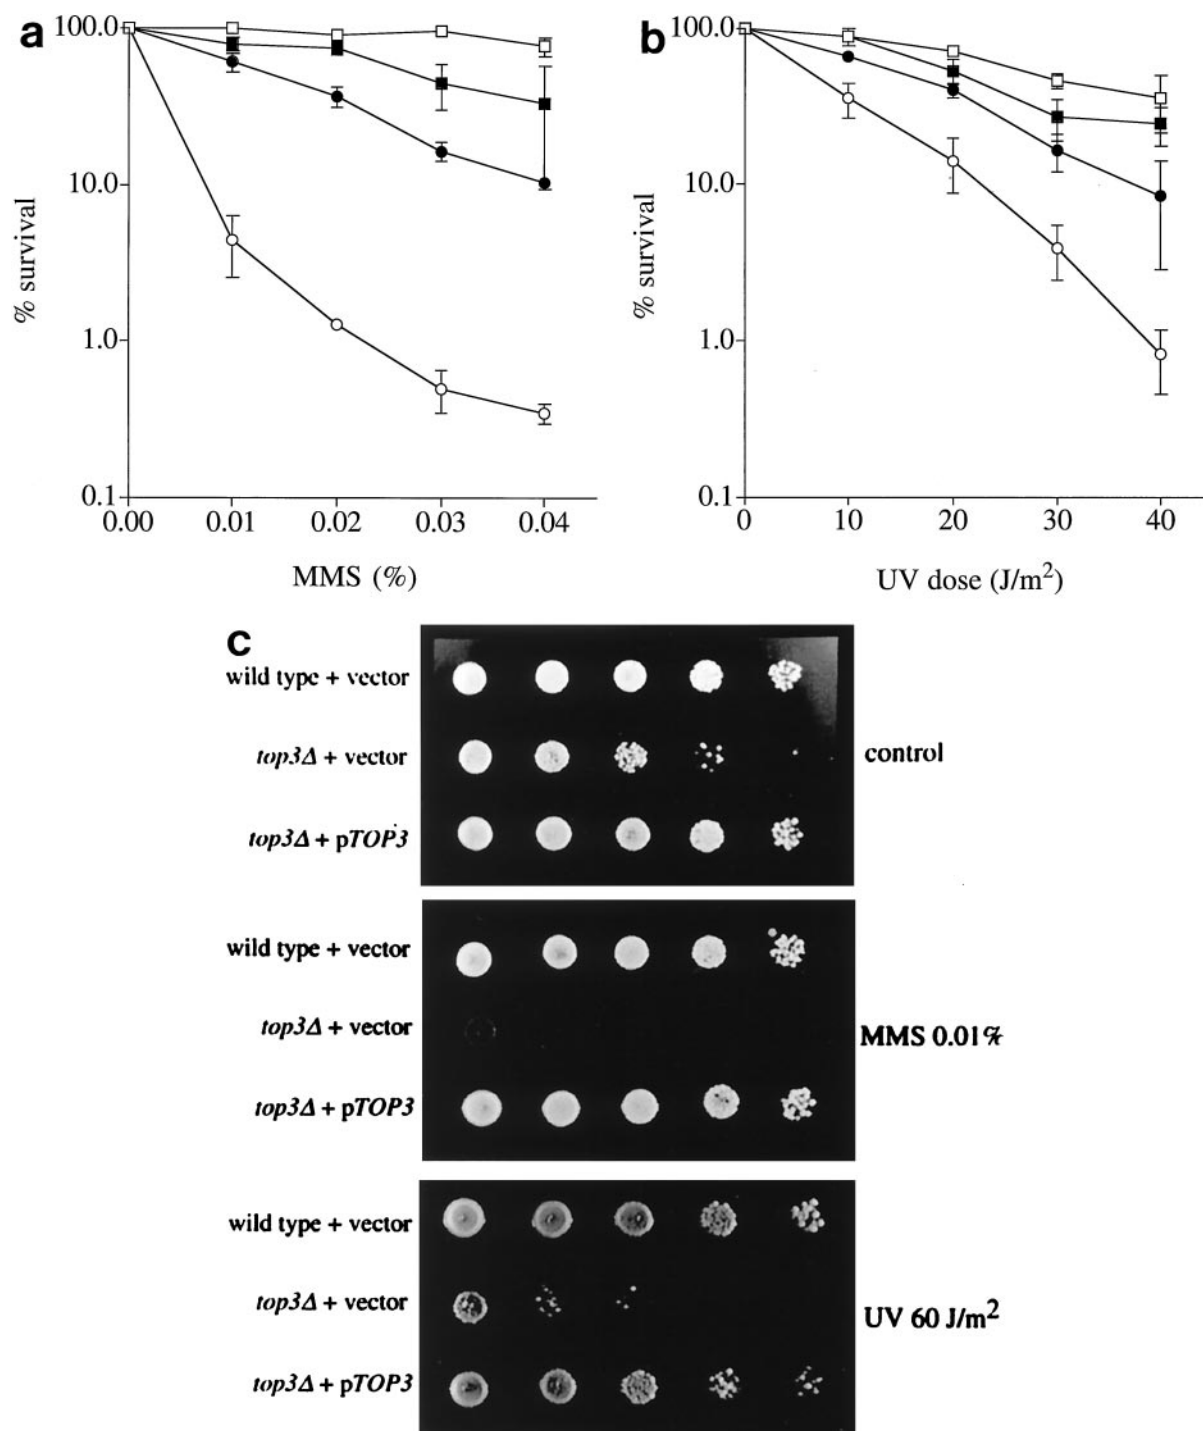 a
100.0
10.0
1.0
0.1
% survival
0.00 0.01 0.02 0.03 0.04
MMS (%)
b
100.0
10.0
1.0
0.1
% survival
0 10 20 30 40
UV dose (J/m²)
c
wild type + vector
top3Δ + vector
top3Δ + pTOP3
control
wild type + vector
top3Δ + vector
top3Δ + pTOP3
MMS 0.01%
wild type + vector
top3Δ + vector
top3Δ + pTOP3
UV 60 J/m²